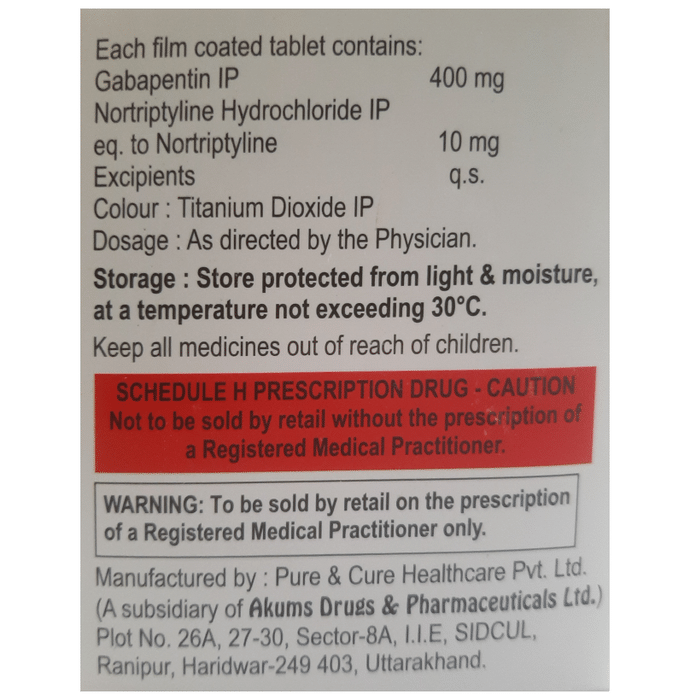 Each film coated tablet contains:
Gabapentin IP 400 mg
Nortriptyline Hydrochloride IP
eq. to Nortriptyline 10 mg
Excipients q.s.
Colour : Titanium Dioxide IP
Dosage : As directed by the Physician.
Storage : Store protected from light & moisture,
at a temperature not exceeding 30°C.
Keep all medicines out of reach of children.
SCHEDULE H PRESCRIPTION DRUG - CAUTION
Not to be sold by retail without the prescription of
a Registered Medical Practitioner.
WARNING: To be sold by retail on the prescription
of a Registered Medical Practitioner only.
Manufactured by : Pure & Cure Healthcare Pvt. Ltd.
(A subsidiary of Akums Drugs & Pharmaceuticals Ltd.)
Plot No. 26A, 27-30, Sector-8A, I.I.E, SIDCUL,
Ranipur, Haridwar-249 403, Uttarakhand.